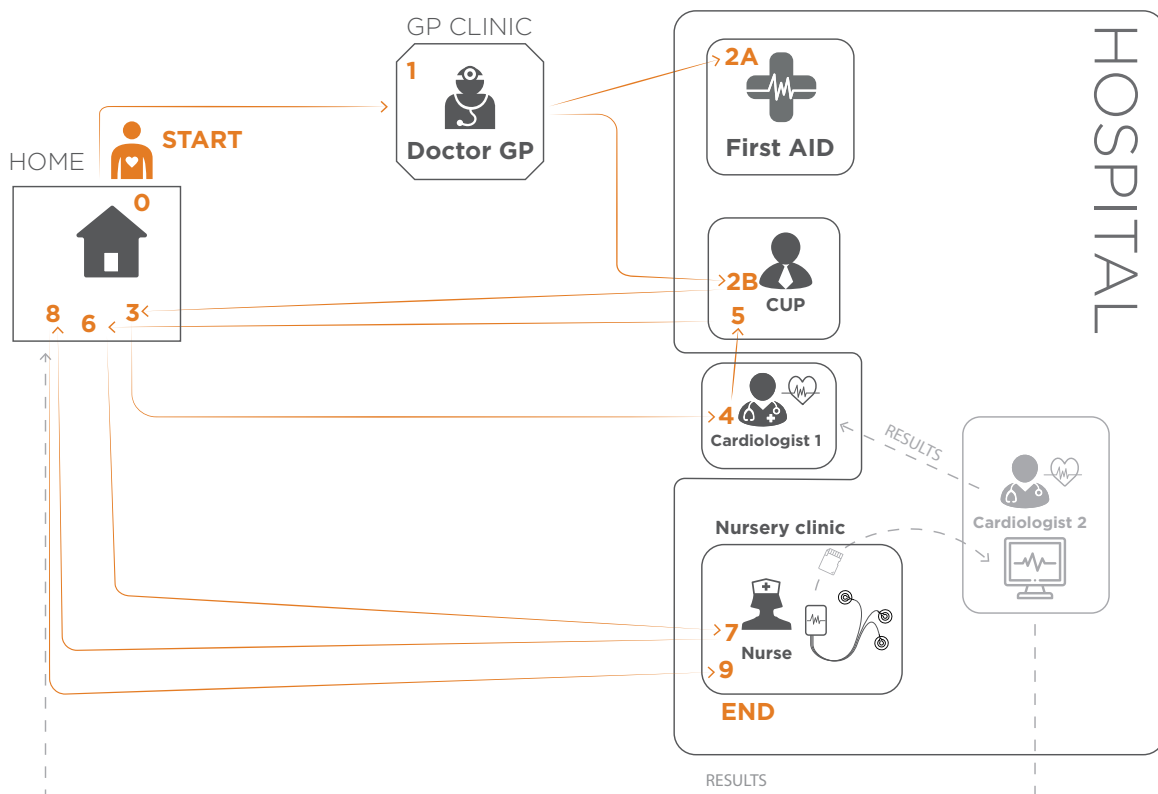 GP CLINIC
1
Doctor GP
2A
First AID
HOSPITAL
START
HOME
0
8
6
3
2B
CUP
5
4
Cardiologist 1
RESULTS
Cardiologist 2
Nursery clinic
7
Nurse
9
END
RESULTS